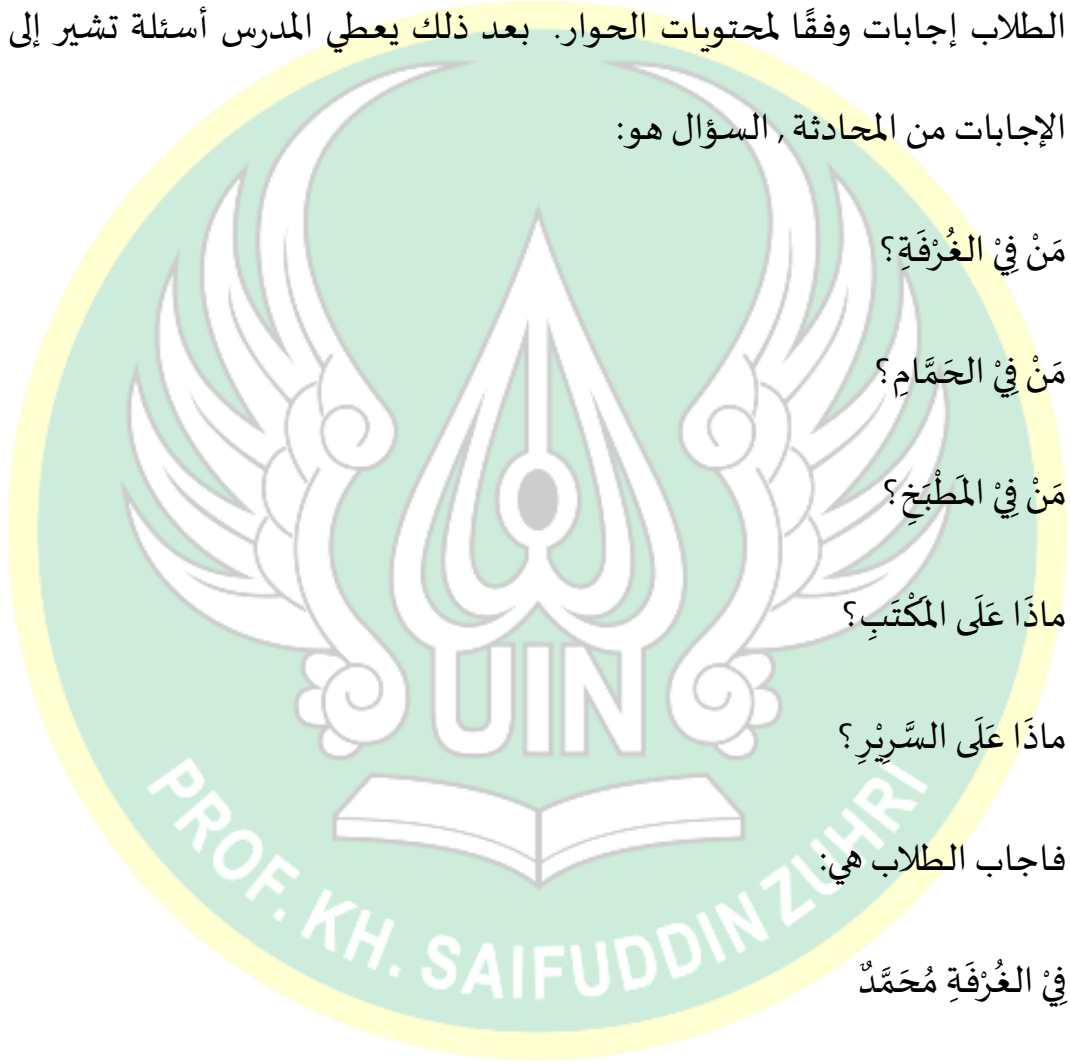 الطلاب إجابات وفقًا لمحتويات الحوار. بعد ذلك يعطي المدرس أسئلة تشير إلى
الإجابات من المحادثة , السؤال هو:
مَنْ فِيْ الغُرْفَةِ؟
مَنْ فِيْ الحَمَّامِ؟
مَنْ فِيْ المَطْبَخِ؟
ماذَا عَلَى المَكْتَبِ؟
ماذَا عَلَى السَّرِيْرِ؟
فاجاب الطلاب هي:
فِيْ الغُرْفَةِ مُحَمَّدٌ
UIN
PROF. KH. SAIFUDDIN ZUHRI